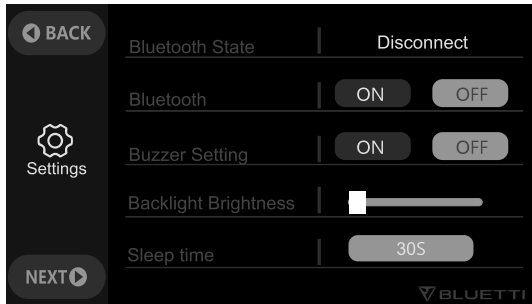 BACK
Bluetooth State
Disconnect
Bluetooth
ON
OFF
Settings
Buzzer Setting
ON
OFF
Backlight Brightness
Sleep time
30S
NEXT
BLUETTI